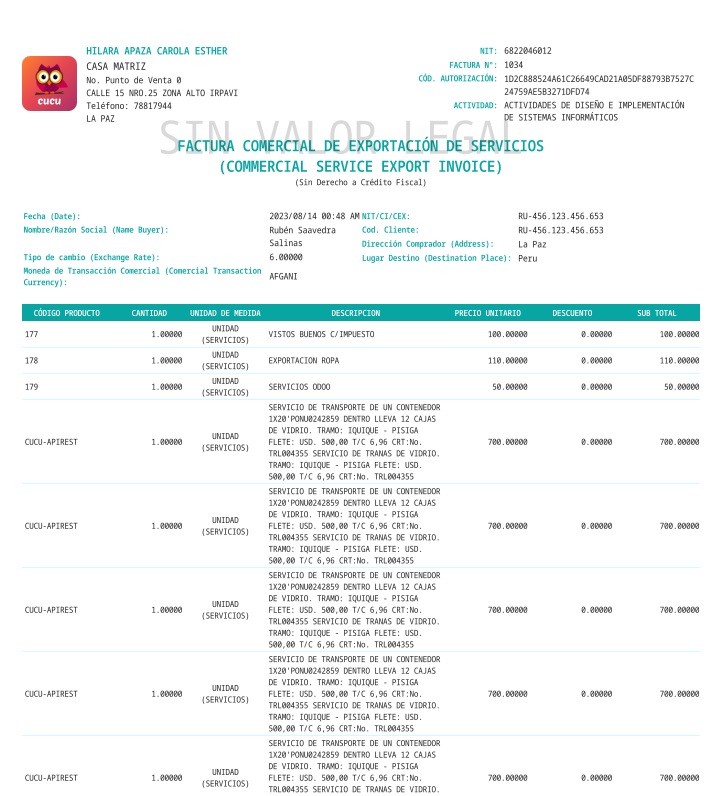 HILARA APAZA CAROLA ESTHER
CASA MATRIZ
No. Punto de Venta 0
CALLE 15 NRO.25 ZONA ALTO IRPAVI
Teléfono: 78817944
LA PAZ
cucu
NIT: 6822046012
FACTURA N°: 1034
CÓD. AUTORIZACIÓN: 1D2C888524A61C26649CAD21A05DF88793B7527C
24759AE5B3271DFD74
ACTIVIDAD: ACTIVIDADES DE DISEÑO E IMPLEMENTACIÓN
DE SISTEMAS INFORMÁTICOS
SIN VALOR LEGAL
FACTURA COMERCIAL DE EXPORTACIÓN DE SERVICIOS
(COMMERCIAL SERVICE EXPORT INVOICE)
(Sin Derecho a Crédito Fiscal)
Fecha (Date): 2023/08/14 00:48 AM
Nombre/Razón Social (Name Buyer): Rubén Saavedra
Salinas
Tipo de cambio (Exchange Rate): 6.00000
Moneda de Transacción Comercial (Comercial Transaction
Currency): AFGANI
NIT/CI/CEX: RU-456.123.456.653
Cod. Cliente: RU-456.123.456.653
Dirección Comprador (Address): La Paz
Lugar Destino (Destination Place): Peru
CÓDIGO PRODUCTO CANTIDAD UNIDAD DE MEDIDA DESCRIPCION PRECIO UNITARIO DESCUENTO SUB TOTAL
177 1.00000 UNIDAD
(SERVICIOS) VISTOS BUENOS C/IMPUESTO 100.00000 0.00000 100.00000
178 1.00000 UNIDAD
(SERVICIOS) EXPORTACION ROPA 110.00000 0.00000 110.00000
179 1.00000 UNIDAD
(SERVICIOS) SERVICIOS ODOO 50.00000 0.00000 50.00000
SERVICIO DE TRANSPORTE DE UN CONTENEDOR
1X20'PONU0242859 DENTRO LLEVA 12 CAJAS
DE VIDRIO. TRAMO: IQUIQUE - PISIGA
CUCU-APIREST 1.00000 UNIDAD
(SERVICIOS) FLETE: USD. 500,00 T/C 6,96 CRT:No. 700.00000 0.00000 700.00000
TRL004355 SERVICIO DE TRANAS DE VIDRIO.
TRAMO: IQUIQUE - PISIGA FLETE: USD.
500,00 T/C 6,96 CRT:No. TRL004355
SERVICIO DE TRANSPORTE DE UN CONTENEDOR
1X20'PONU0242859 DENTRO LLEVA 12 CAJAS
DE VIDRIO. TRAMO: IQUIQUE - PISIGA
CUCU-APIREST 1.00000 UNIDAD
(SERVICIOS) FLETE: USD. 500,00 T/C 6,96 CRT:No. 700.00000 0.00000 700.00000
TRL004355 SERVICIO DE TRANAS DE VIDRIO.
TRAMO: IQUIQUE - PISIGA FLETE: USD.
500,00 T/C 6,96 CRT:No. TRL004355
SERVICIO DE TRANSPORTE DE UN CONTENEDOR
1X20'PONU0242859 DENTRO LLEVA 12 CAJAS
DE VIDRIO. TRAMO: IQUIQUE - PISIGA
CUCU-APIREST 1.00000 UNIDAD
(SERVICIOS) FLETE: USD. 500,00 T/C 6,96 CRT:No. 700.00000 0.00000 700.00000
TRL004355 SERVICIO DE TRANAS DE VIDRIO.
TRAMO: IQUIQUE - PISIGA FLETE: USD.
500,00 T/C 6,96 CRT:No. TRL004355
SERVICIO DE TRANSPORTE DE UN CONTENEDOR
1X20'PONU0242859 DENTRO LLEVA 12 CAJAS
DE VIDRIO. TRAMO: IQUIQUE - PISIGA
CUCU-APIREST 1.00000 UNIDAD
(SERVICIOS) FLETE: USD. 500,00 T/C 6,96 CRT:No. 700.00000 0.00000 700.00000
TRL004355 SERVICIO DE TRANAS DE VIDRIO.
TRAMO: IQUIQUE - PISIGA FLETE: USD.
500,00 T/C 6,96 CRT:No. TRL004355
SERVICIO DE TRANSPORTE DE UN CONTENEDOR
1X20'PONU0242859 DENTRO LLEVA 12 CAJAS
DE VIDRIO. TRAMO: IQUIQUE - PISIGA
CUCU-APIREST 1.00000 UNIDAD
(SERVICIOS) FLETE: USD. 500,00 T/C 6,96 CRT:No. 700.00000 0.00000 700.00000
TRL004355 SERVICIO DE TRANAS DE VIDRIO.